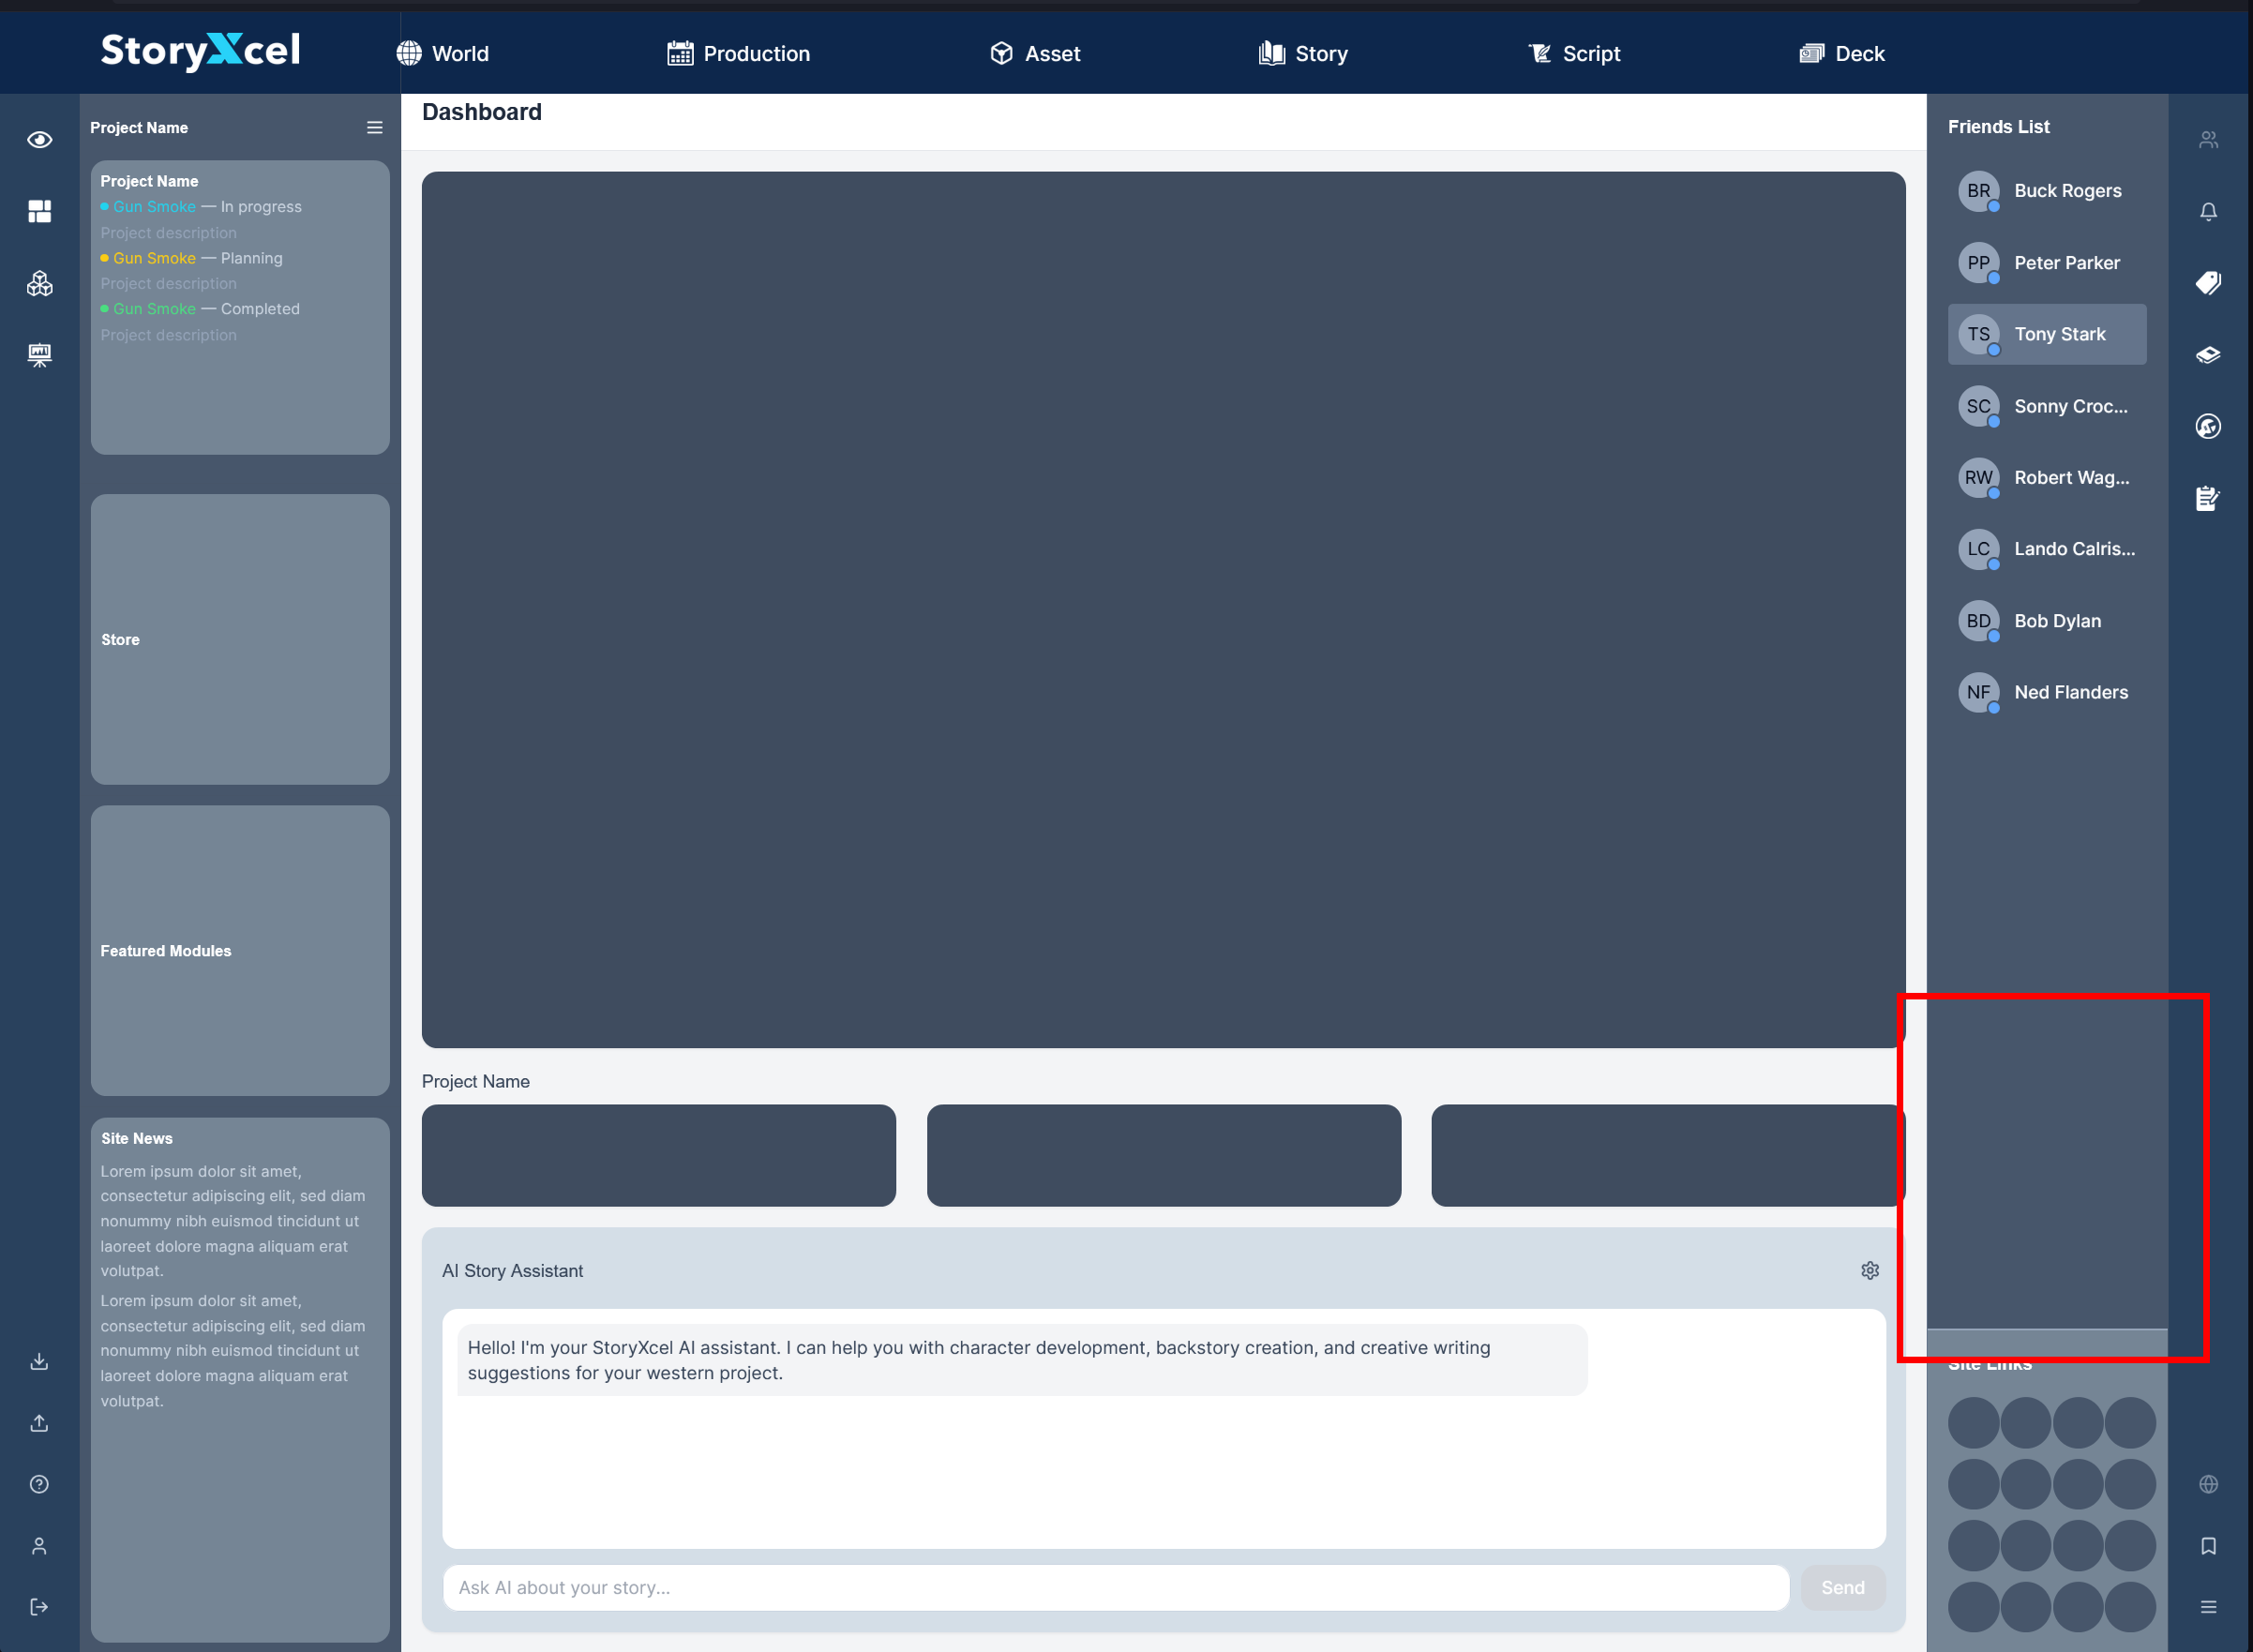 StoryXcel
World
Production
Asset
Story
Script
Deck
Project Name
Project Name
Gun Smoke — In progress
Project description
Gun Smoke — Planning
Project description
Gun Smoke — Completed
Project description
Store
Featured Modules
Site News
Lorem ipsum dolor sit amet,
consectetur adipiscing elit, sed diam
nonummy nibh euismod tincidunt ut
laoreet dolore magna aliquam erat
volutpat.
Lorem ipsum dolor sit amet,
consectetur adipiscing elit, sed diam
nonummy nibh euismod tincidunt ut
laoreet dolore magna aliquam erat
volutpat.
Dashboard
Project Name
AI Story Assistant
Hello! I'm your StoryXcel AI assistant. I can help you with character development, backstory creation, and creative writing
suggestions for your western project.
Ask AI about your story...
Send
Friends List
BR Buck Rogers
PP Peter Parker
TS Tony Stark
SC Sonny Croc...
RW Robert Wag...
LC Lando Calris...
BD Bob Dylan
NF Ned Flanders
Site Links